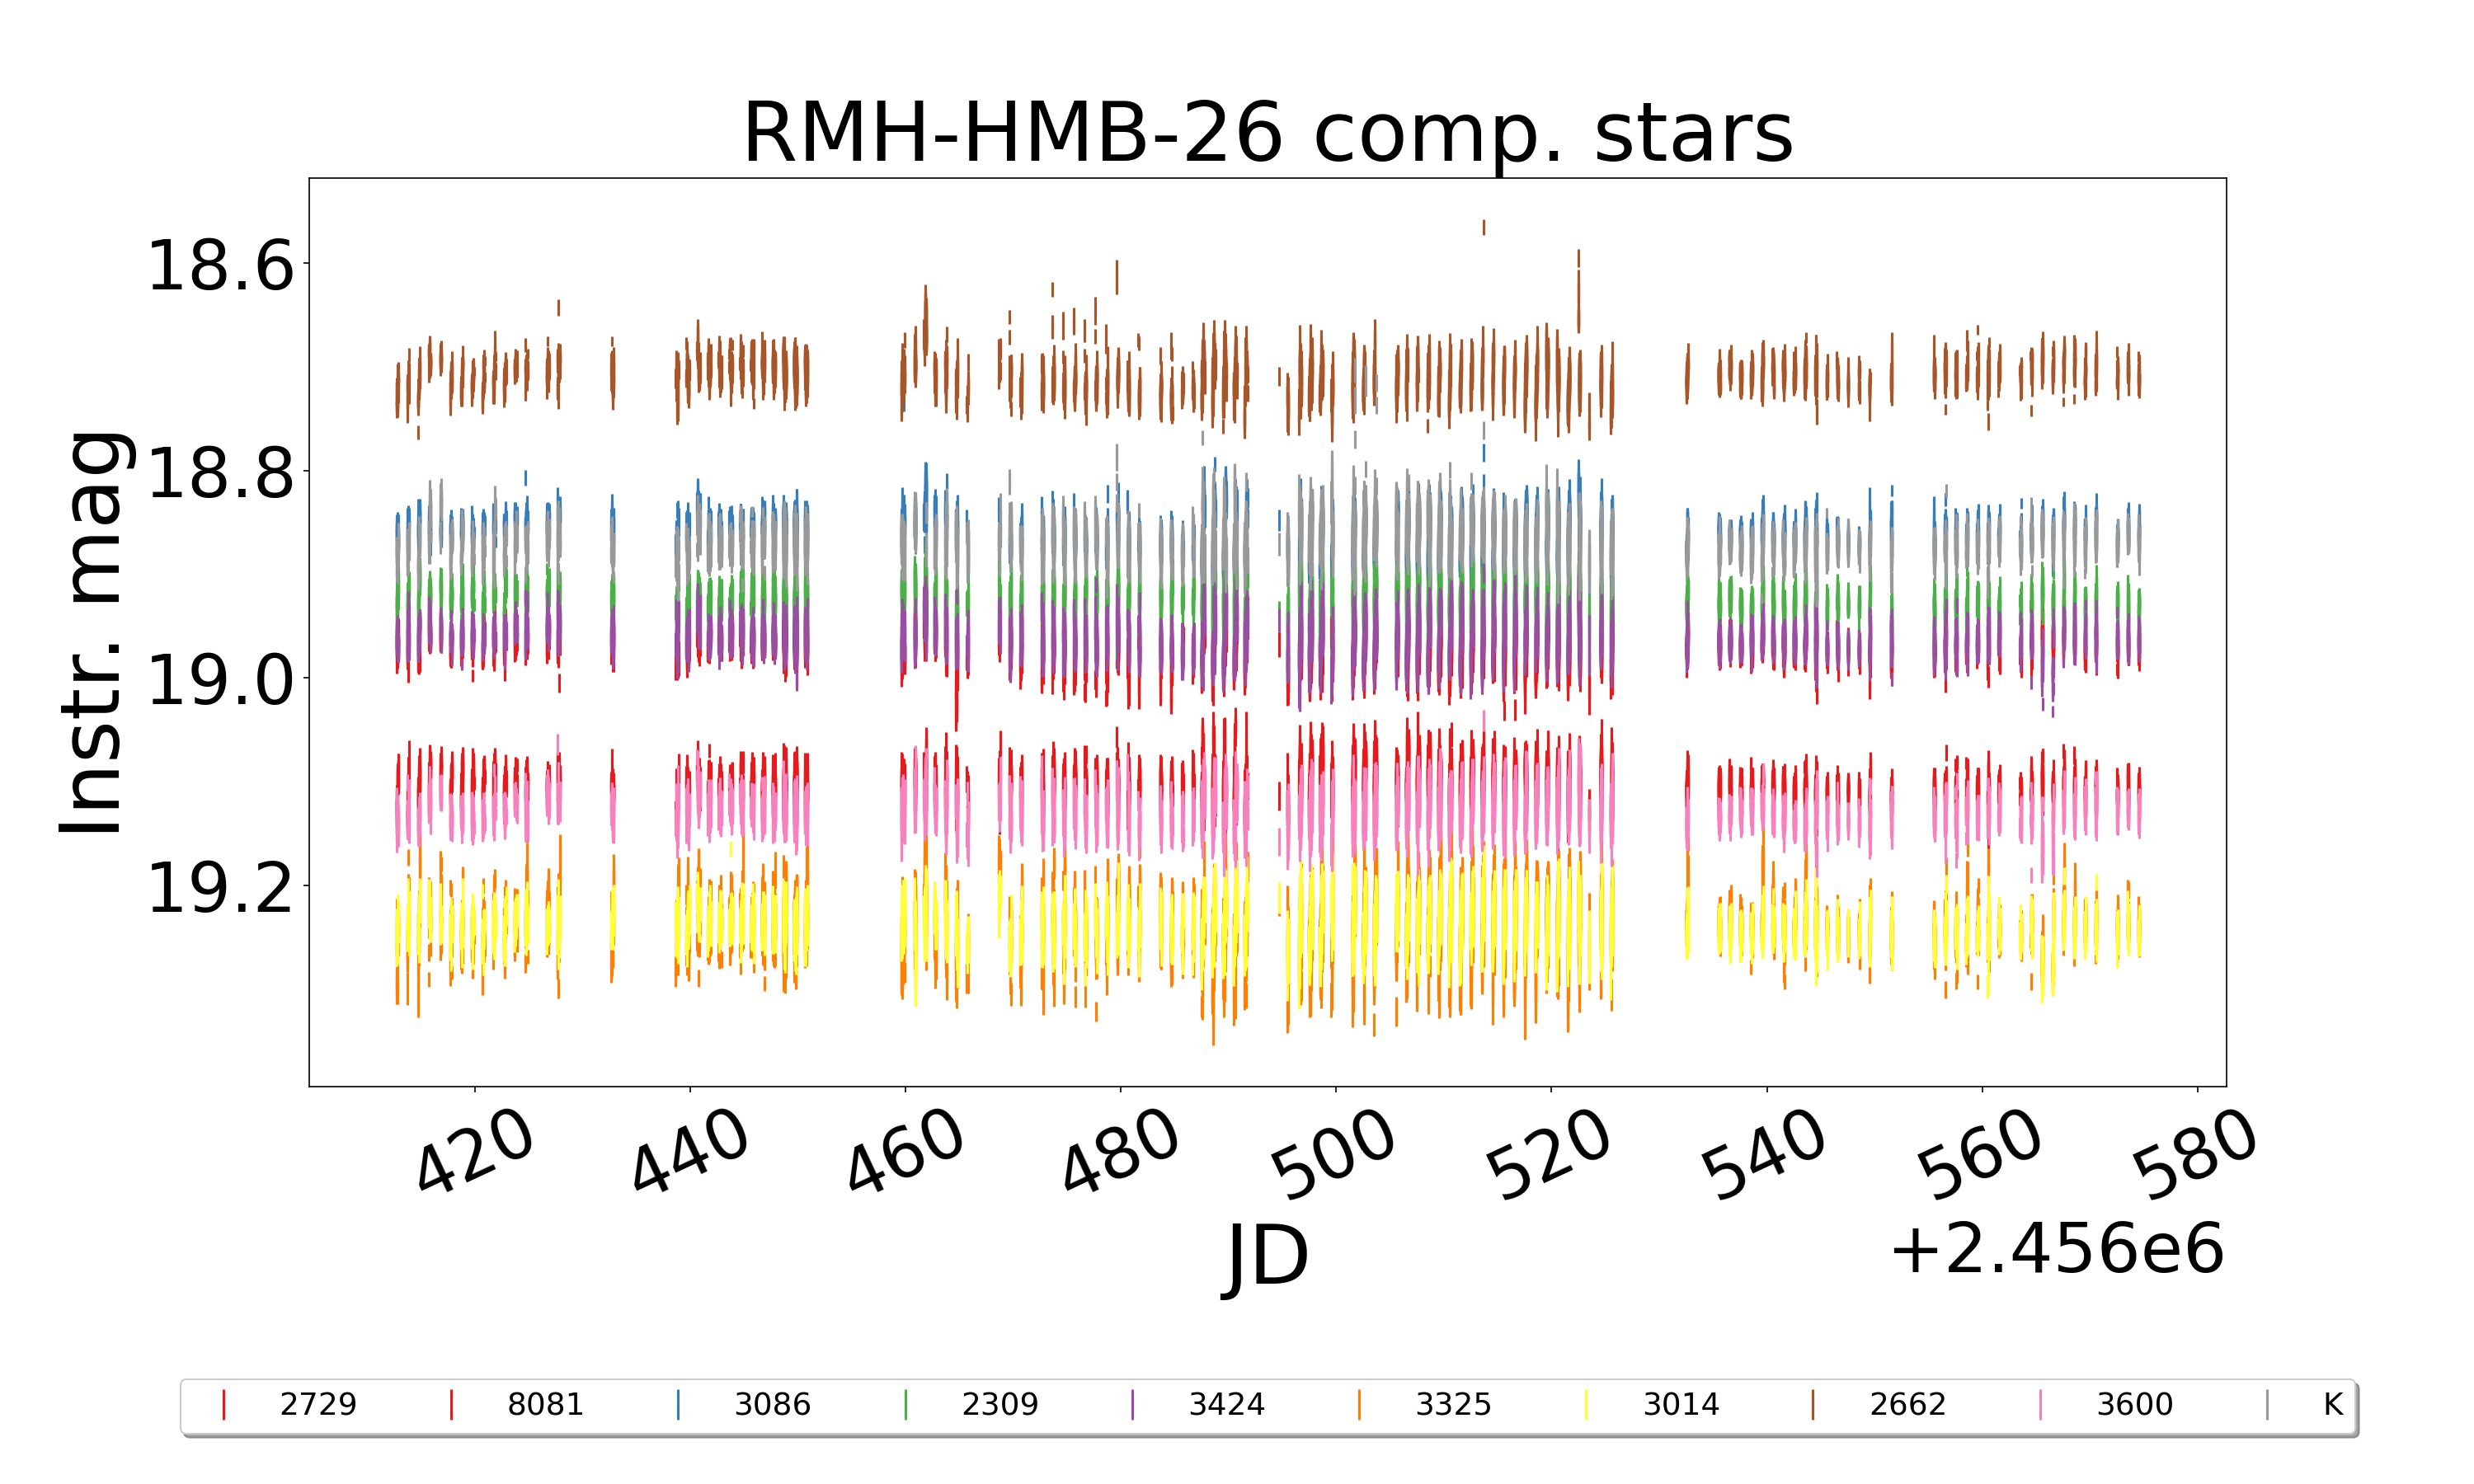 RMH-HMB-26 comp. stars
Instr. mag
18.6
18.8
19.0
19.2
420 440 460 480 500 520 540 560 580
JD
+2.456e6
2729 8081 3086 2309 3424 3325 3014 2662 3600 K